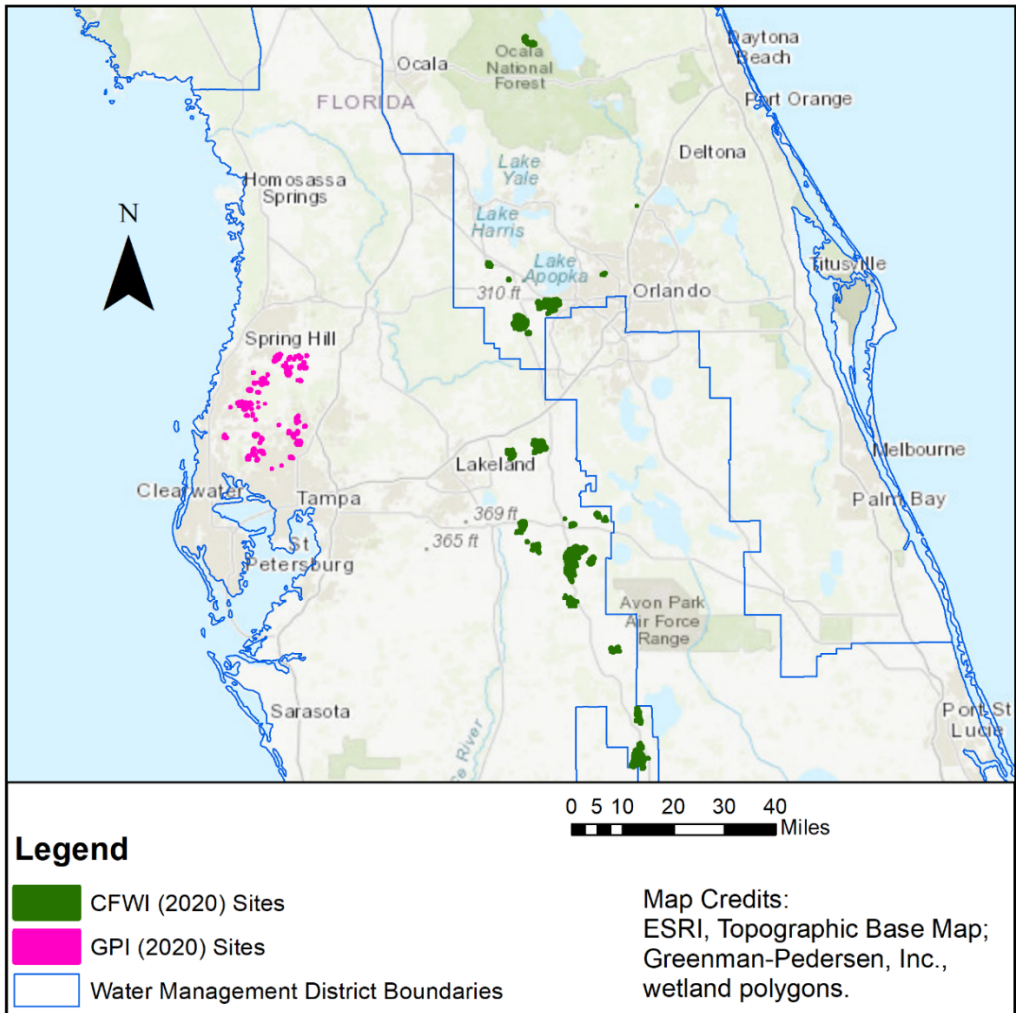 Daytona
Beach
Ocala
National
Forest
Ocala
FLORIDA
Port Orange
Deltona
Lake
Yale
Homosassa
Springs
N
Lake
Harris
Lake
Apopka
Titusville
310 ft
Orlando
Spring Hill
Melbourne
Lakeland
Clearwater
Tampa
Palm Bay
369 ft
365 ft
St
Petersburg
Avon Park
Air Force
Range
Sarasota
Port St
Lucie
ce River
0 5 10 20 30 40
Miles
Legend
CFWI (2020) Sites
GPI (2020) Sites
Water Management District Boundaries
Map Credits:
ESRI, Topographic Base Map;
Greenman-Pedersen, Inc.,
wetland polygons.